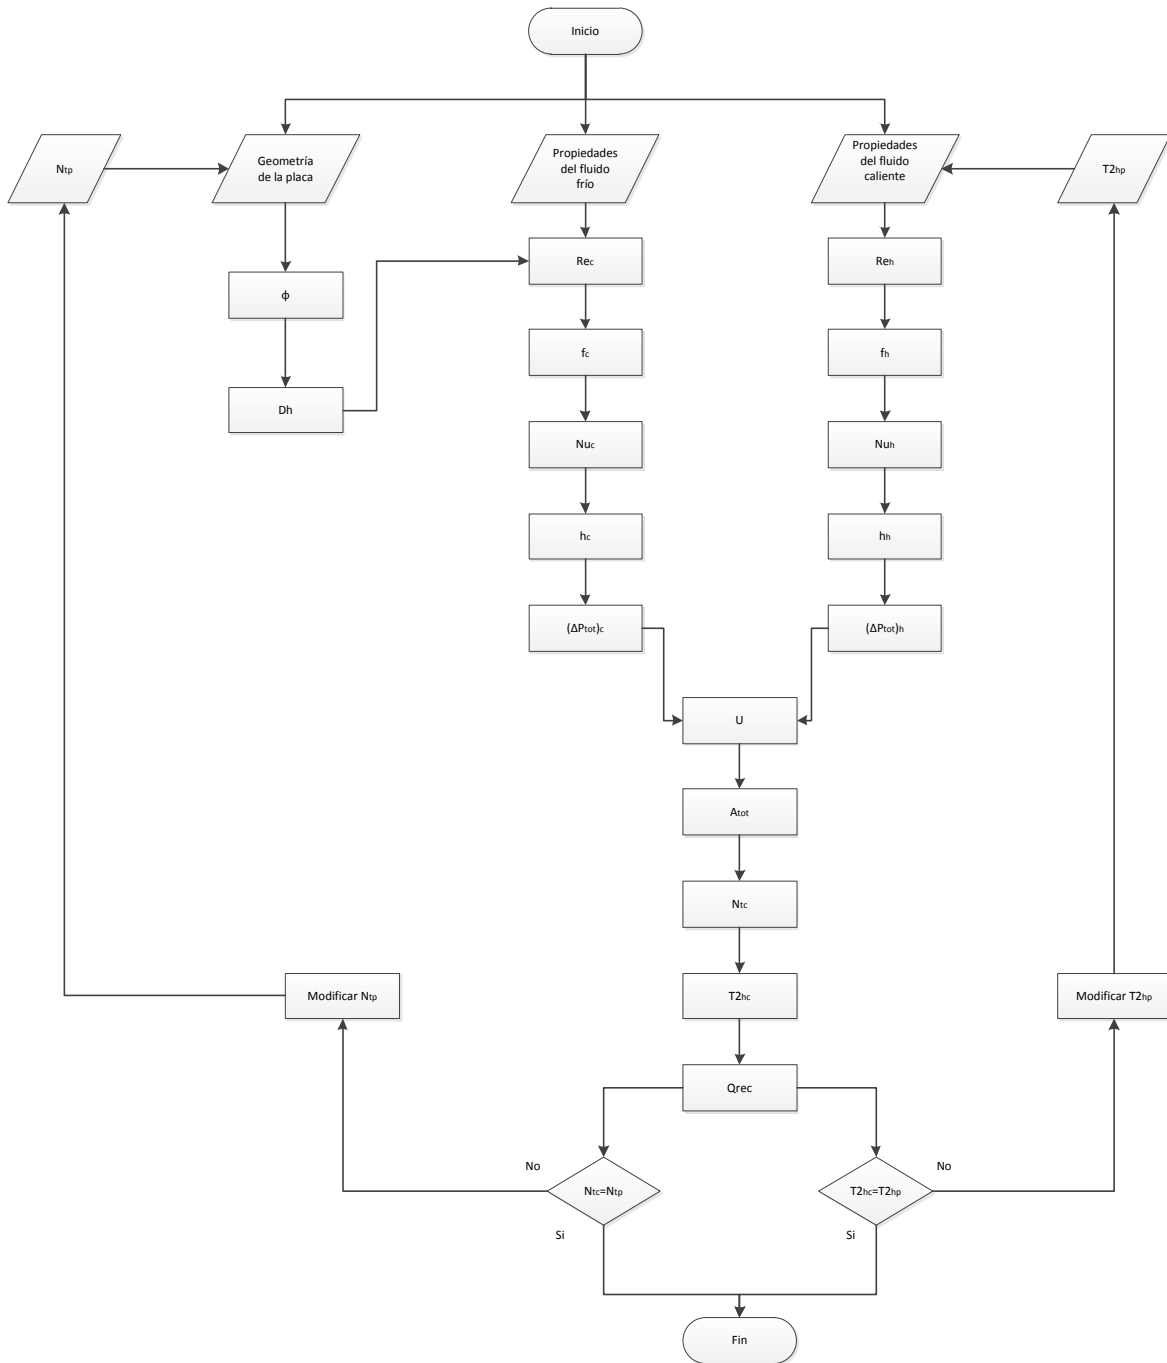 Inicio
Ntp
Geometría
de la placa
Propiedades
del fluido
frío
Propiedades
del fluido
caliente
T2hp
Rec
Reh
ϕ
fc
fh
Dh
Nuc
Nuh
hc
hh
(ΔPtot)c
(ΔPtot)h
U
Atot
Ntc
Modificar Ntp
T2hc
Modificar T2hp
Qrec
No
Ntc=Ntp
T2hc=T2hp
No
Si
Si
Fin